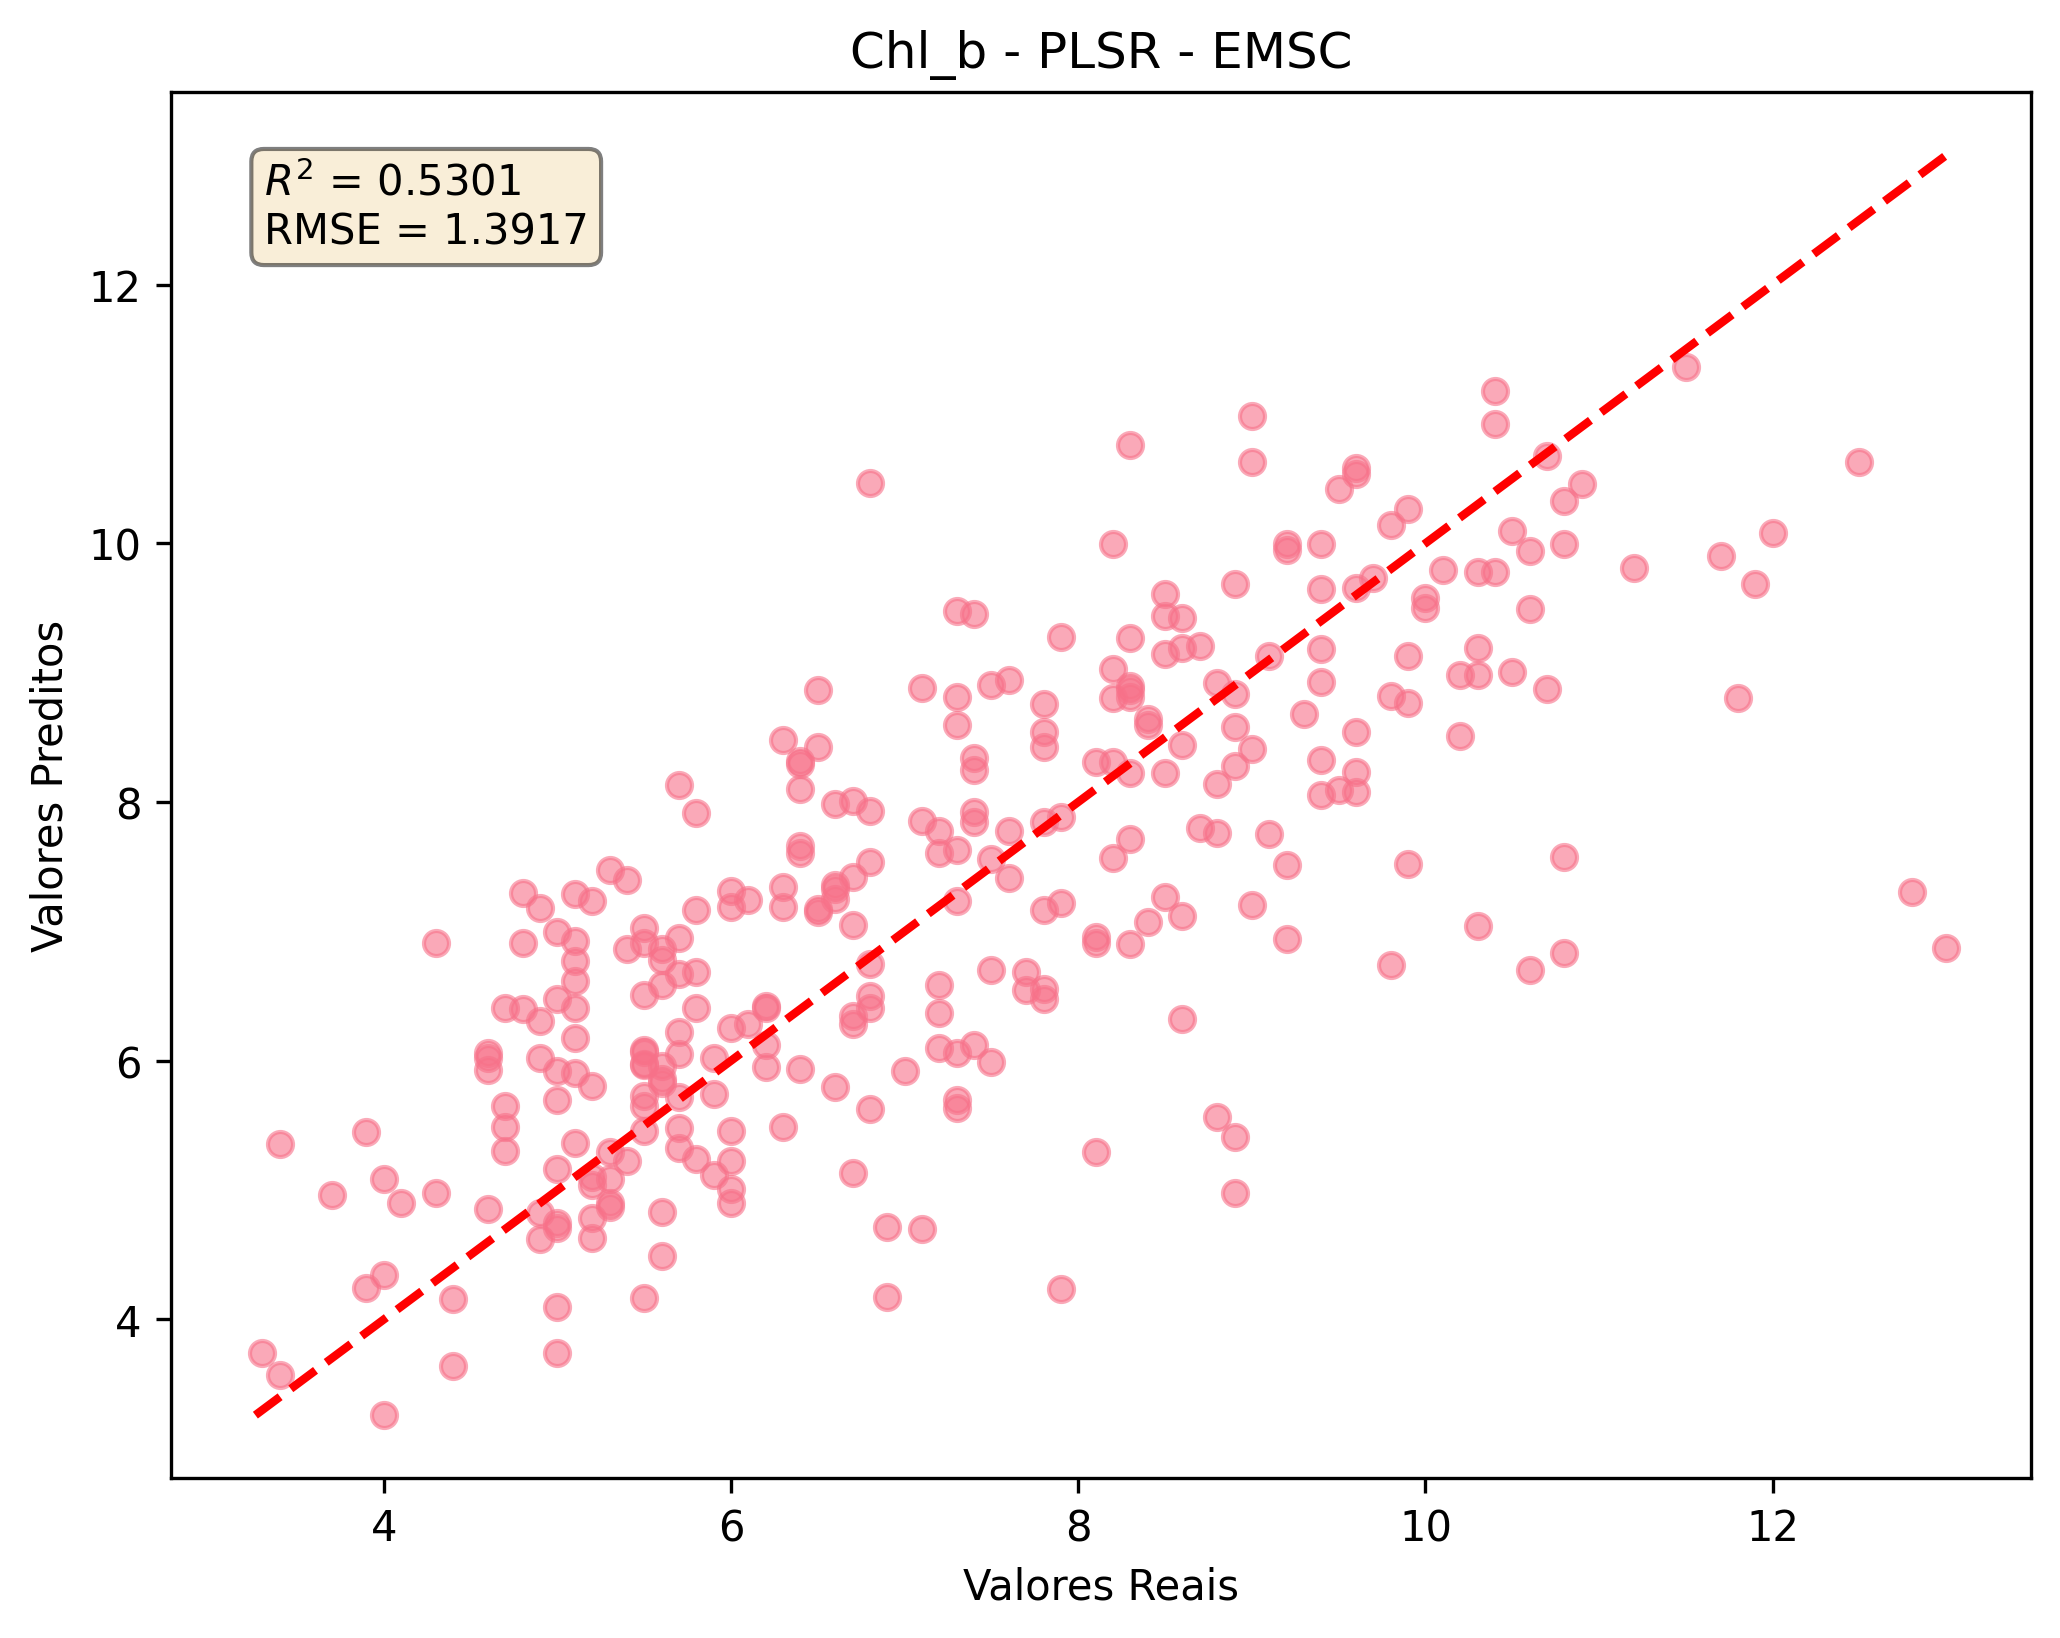 Chl_b - PLSR - EMSC
R² = 0.5301
RMSE = 1.3917
Valores Preditos
12
10
8
6
4
4 6 8 10 12
Valores Reais